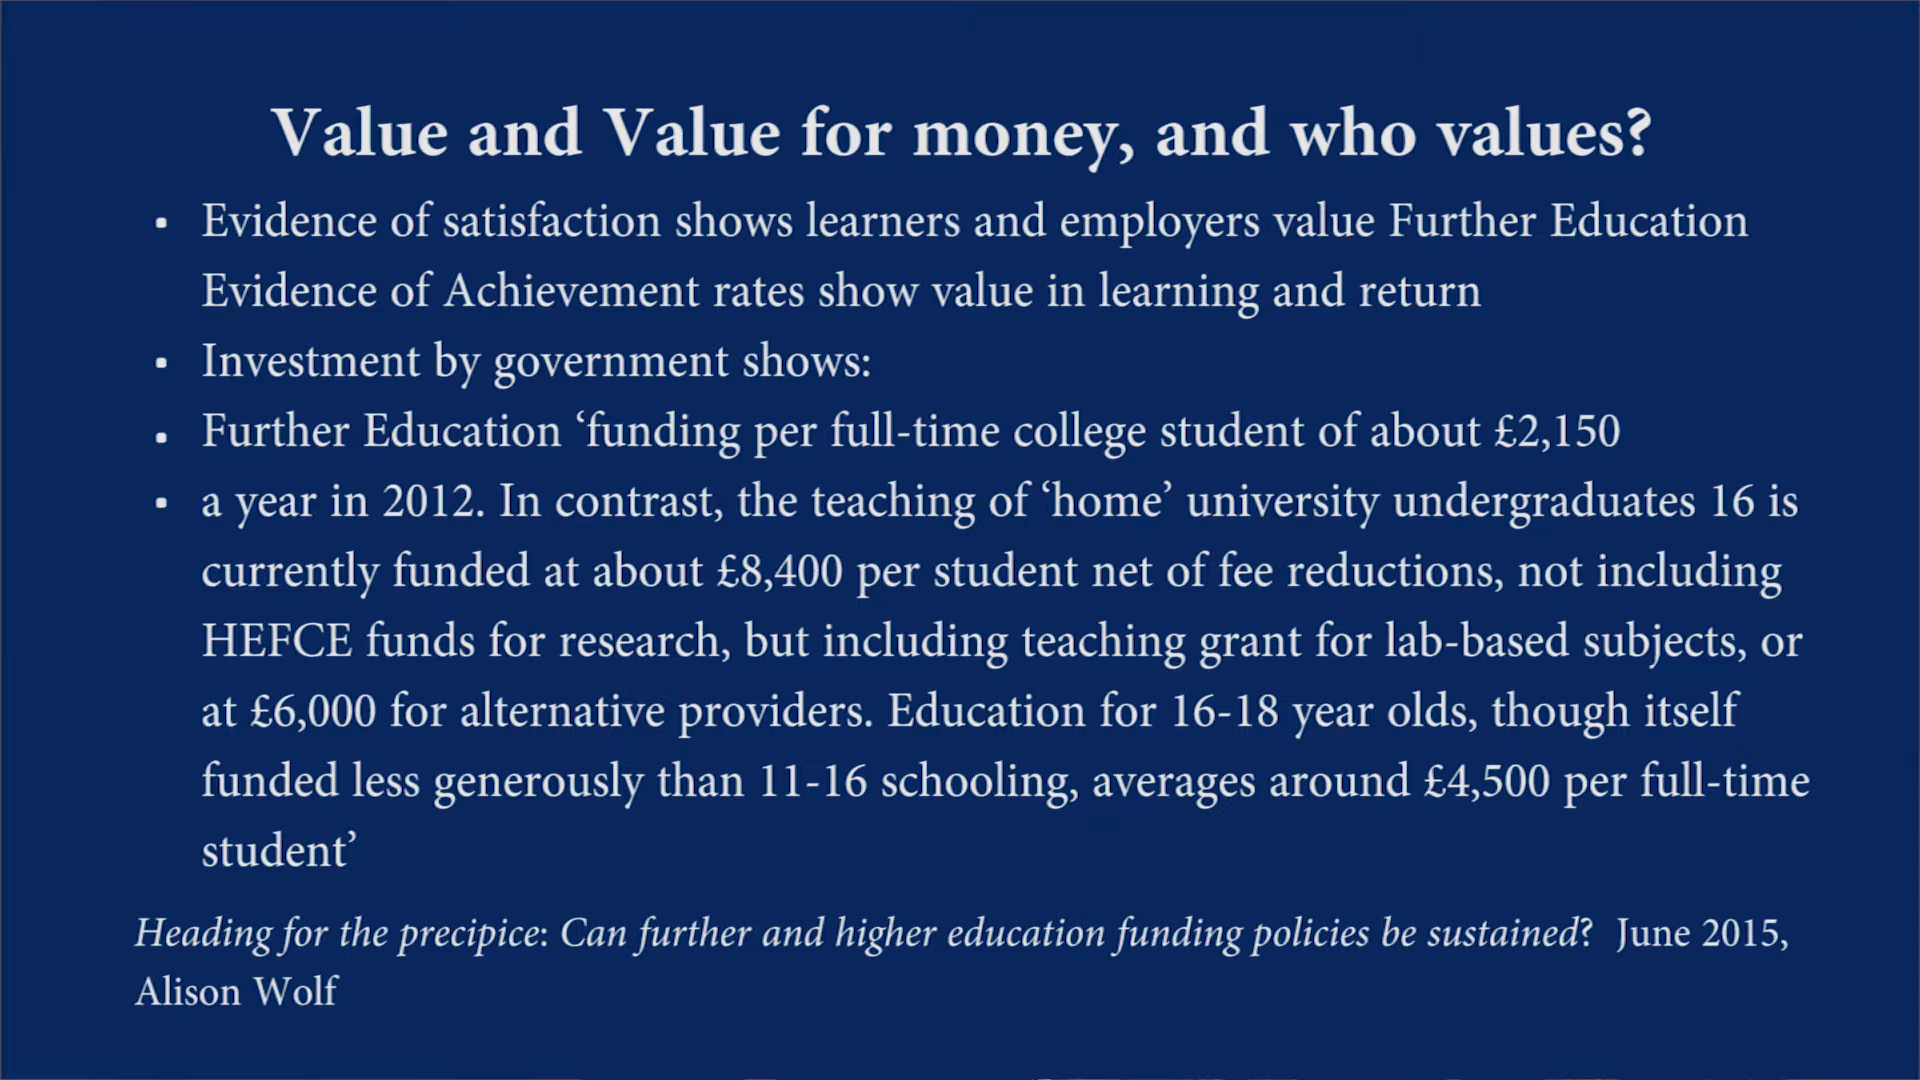 Value and Value for money, and who values?
▪ Evidence of satisfaction shows learners and employers value Further Education
Evidence of Achievement rates show value in learning and return
▪ Investment by government shows:
▪ Further Education ‘funding per full-time college student of about £2,150
▪ a year in 2012. In contrast, the teaching of ‘home’ university undergraduates 16 is
currently funded at about £8,400 per student net of fee reductions, not including
HEFCE funds for research, but including teaching grant for lab-based subjects, or
at £6,000 for alternative providers. Education for 16-18 year olds, though itself
funded less generously than 11-16 schooling, averages around £4,500 per full-time
student’
Heading for the precipice: Can further and higher education funding policies be sustained? June 2015,
Alison Wolf